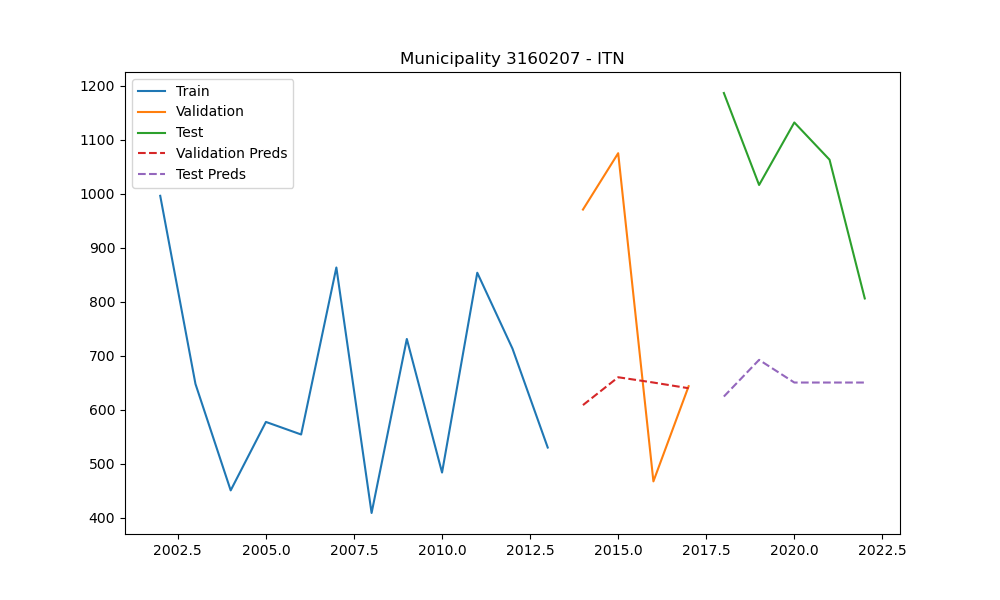 Municipality 3160207 - ITN
1200
1100
1000
900
800
700
600
500
400
Train
Validation
Test
Validation Preds
Test Preds
2002.5 2005.0 2007.5 2010.0 2012.5 2015.0 2017.5 2020.0 2022.5